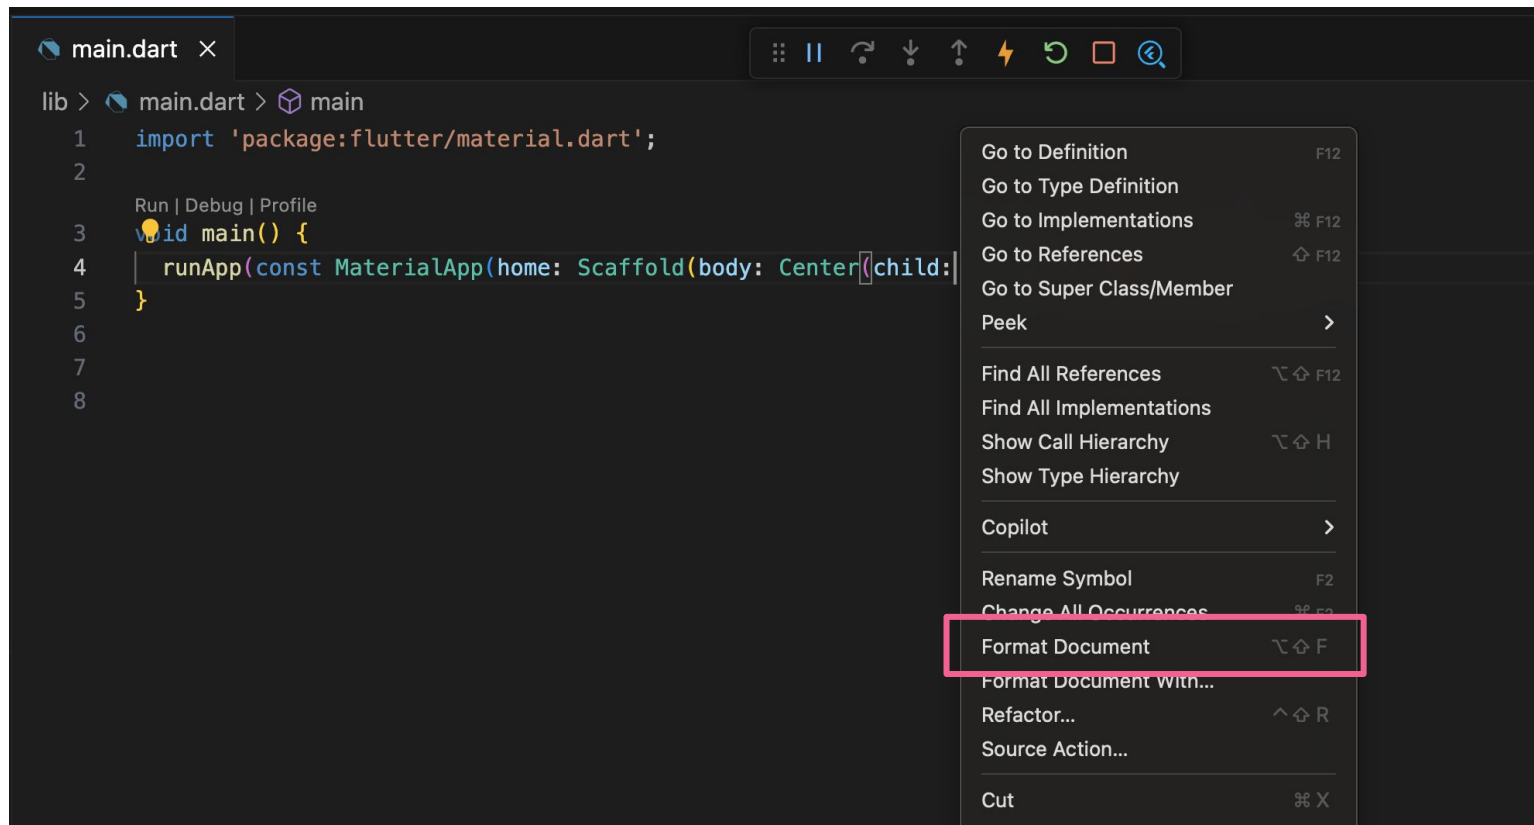 main.dart
lib > main.dart > main
1 import 'package:flutter/material.dart';
2
Run | Debug | Profile
3 void main() {
4 runApp(const MaterialApp(home: Scaffold(body: Center(child:
5 }
6
7
8
Go to Definition F12
Go to Type Definition
Go to Implementations ⌘ F12
Go to References ⇧ F12
Go to Super Class/Member
Peek
Find All References ⌥ ⇧ F12
Find All Implementations
Show Call Hierarchy ⌥ ⇧ H
Show Type Hierarchy
Copilot
Rename Symbol F2
Change All Occurrences ⌘ F2
Format Document ⌥ ⇧ F
Format Document With...
Refactor... ^ ⇧ R
Source Action...
Cut ⌘ X